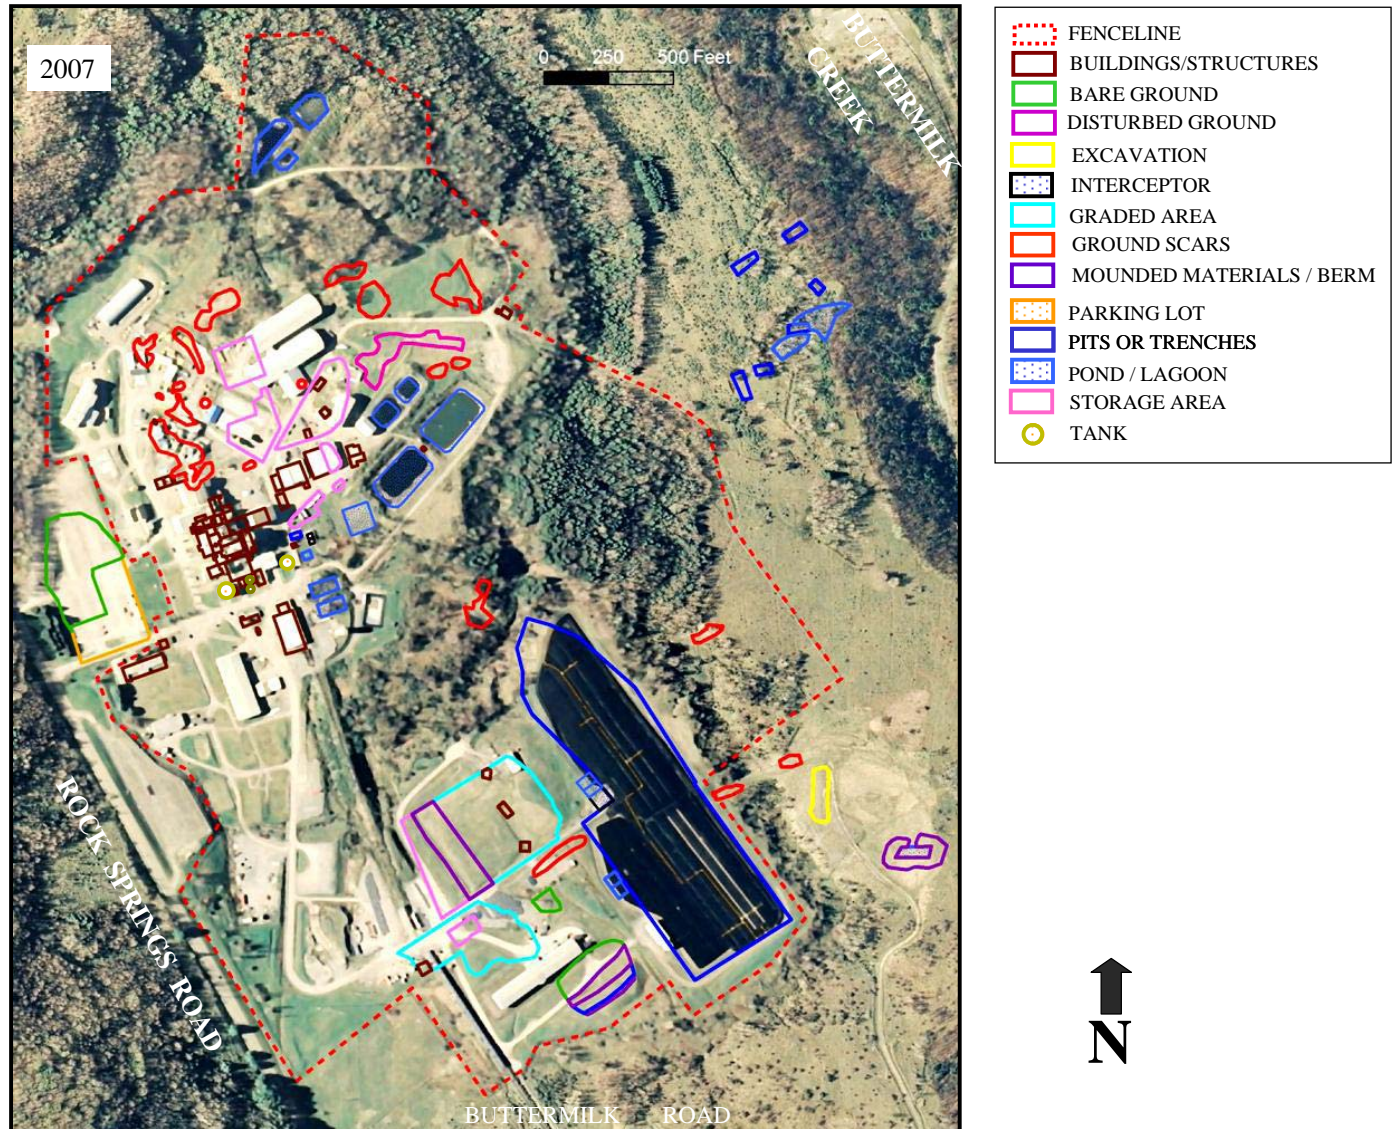 2007
0 250 500 Feet
BUTTERMILK
CREEK
ROCK SPRINGS ROAD
BUTTERMILK ROAD
FENCELINE
BUILDINGS/STRUCTURES
BARE GROUND
DISTURBED GROUND
EXCAVATION
INTERCEPTOR
GRADED AREA
GROUND SCARS
MOUNDED MATERIALS / BERM
PARKING LOT
PITS OR TRENCHES
POND / LAGOON
STORAGE AREA
TANK
N